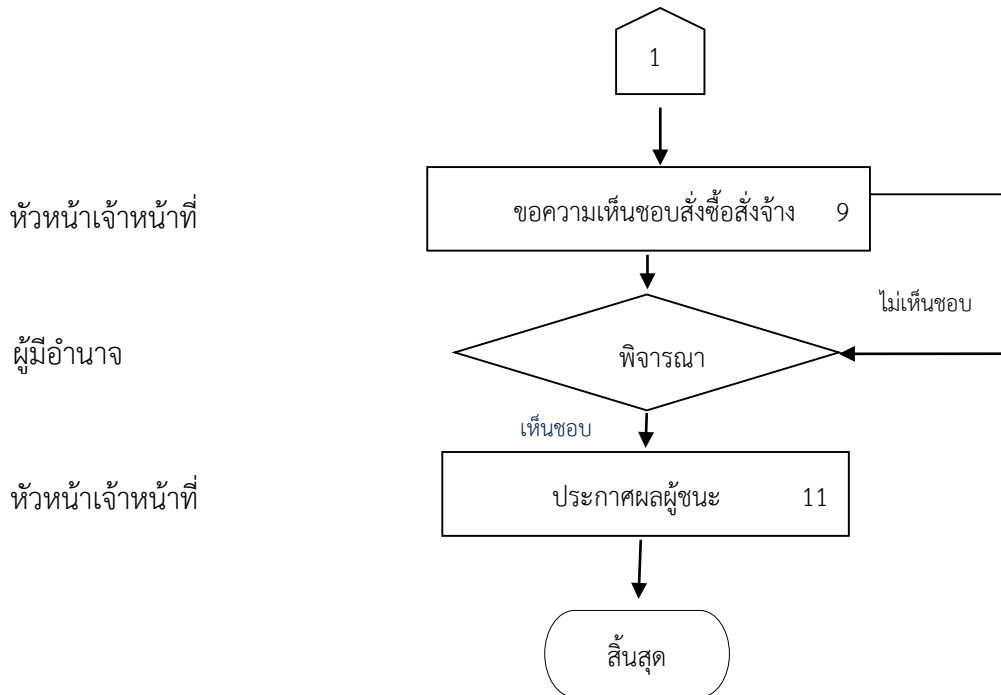 1
หัวหน้าเจ้าหน้าที่
ขอความเห็นชอบสั่งซื้อสั่งจ้าง 9
ไม่เห็นชอบ
ผู้มีอำนาจ
พิจารณา
เห็นชอบ
หัวหน้าเจ้าหน้าที่
ประกาศผลผู้ชนะ 11
สิ้นสุด